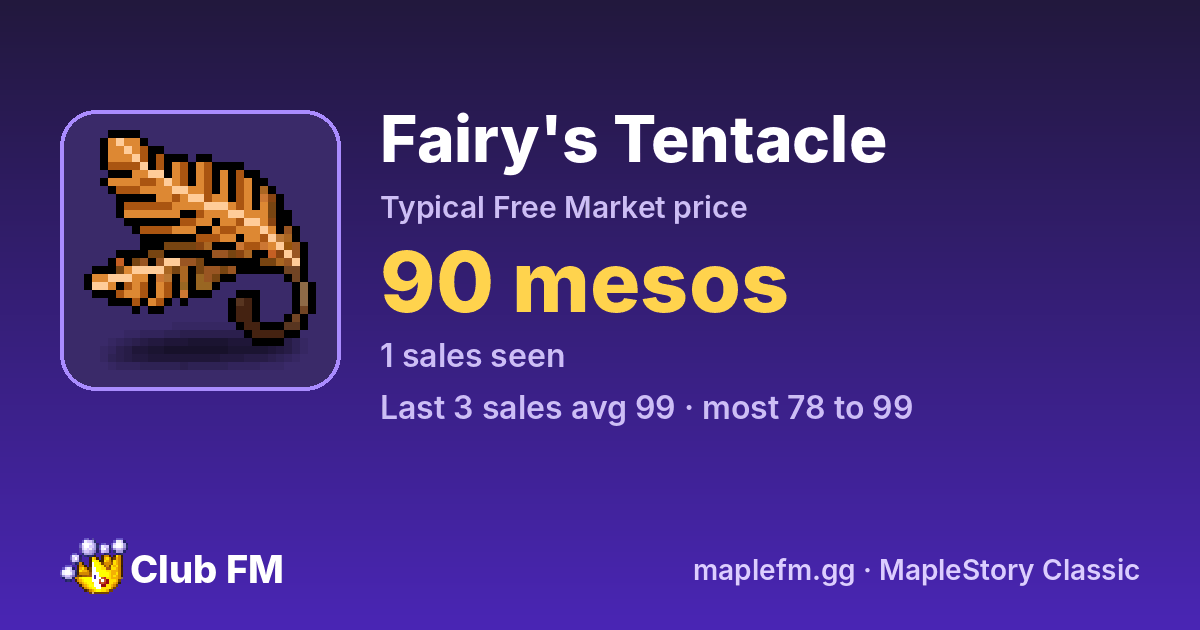 Fairy's Tentacle
Typical Free Market price
90 mesos
1 sales seen
Last 3 sales avg 99 · most 78 to 99
Club FM
maplefm.gg · MapleStory Classic